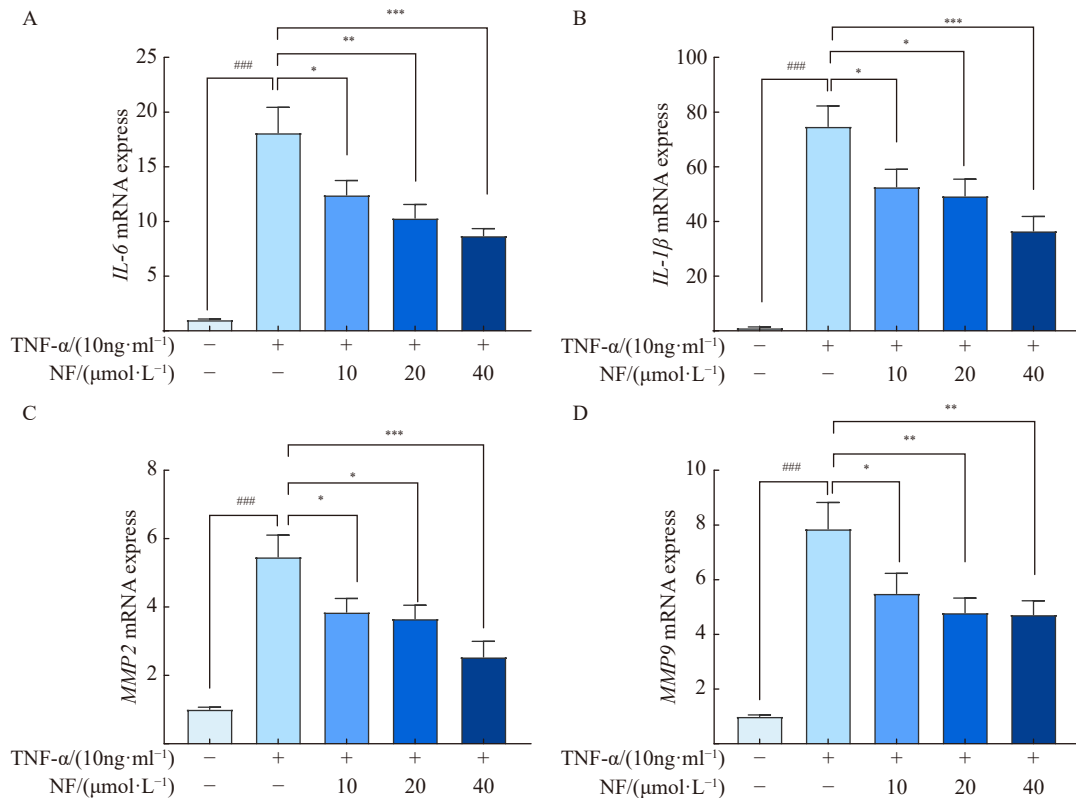 A
***
**
###
*
25
20
15
10
5
IL-6 mRNA express
TNF-α/(10ng·ml⁻¹) − + + + +
NF/(μmol·L⁻¹) − − 10 20 40
B
***
*
###
*
100
80
60
40
20
IL-1β mRNA express
TNF-α/(10ng·ml⁻¹) − + + + +
NF/(μmol·L⁻¹) − − 10 20 40
C
***
*
###
*
8
6
4
2
MMP2 mRNA express
TNF-α/(10ng·ml⁻¹) − + + + +
NF/(μmol·L⁻¹) − − 10 20 40
D
**
**
###
*
10
8
6
4
2
MMP9 mRNA express
TNF-α/(10ng·ml⁻¹) − + + + +
NF/(μmol·L⁻¹) − − 10 20 40